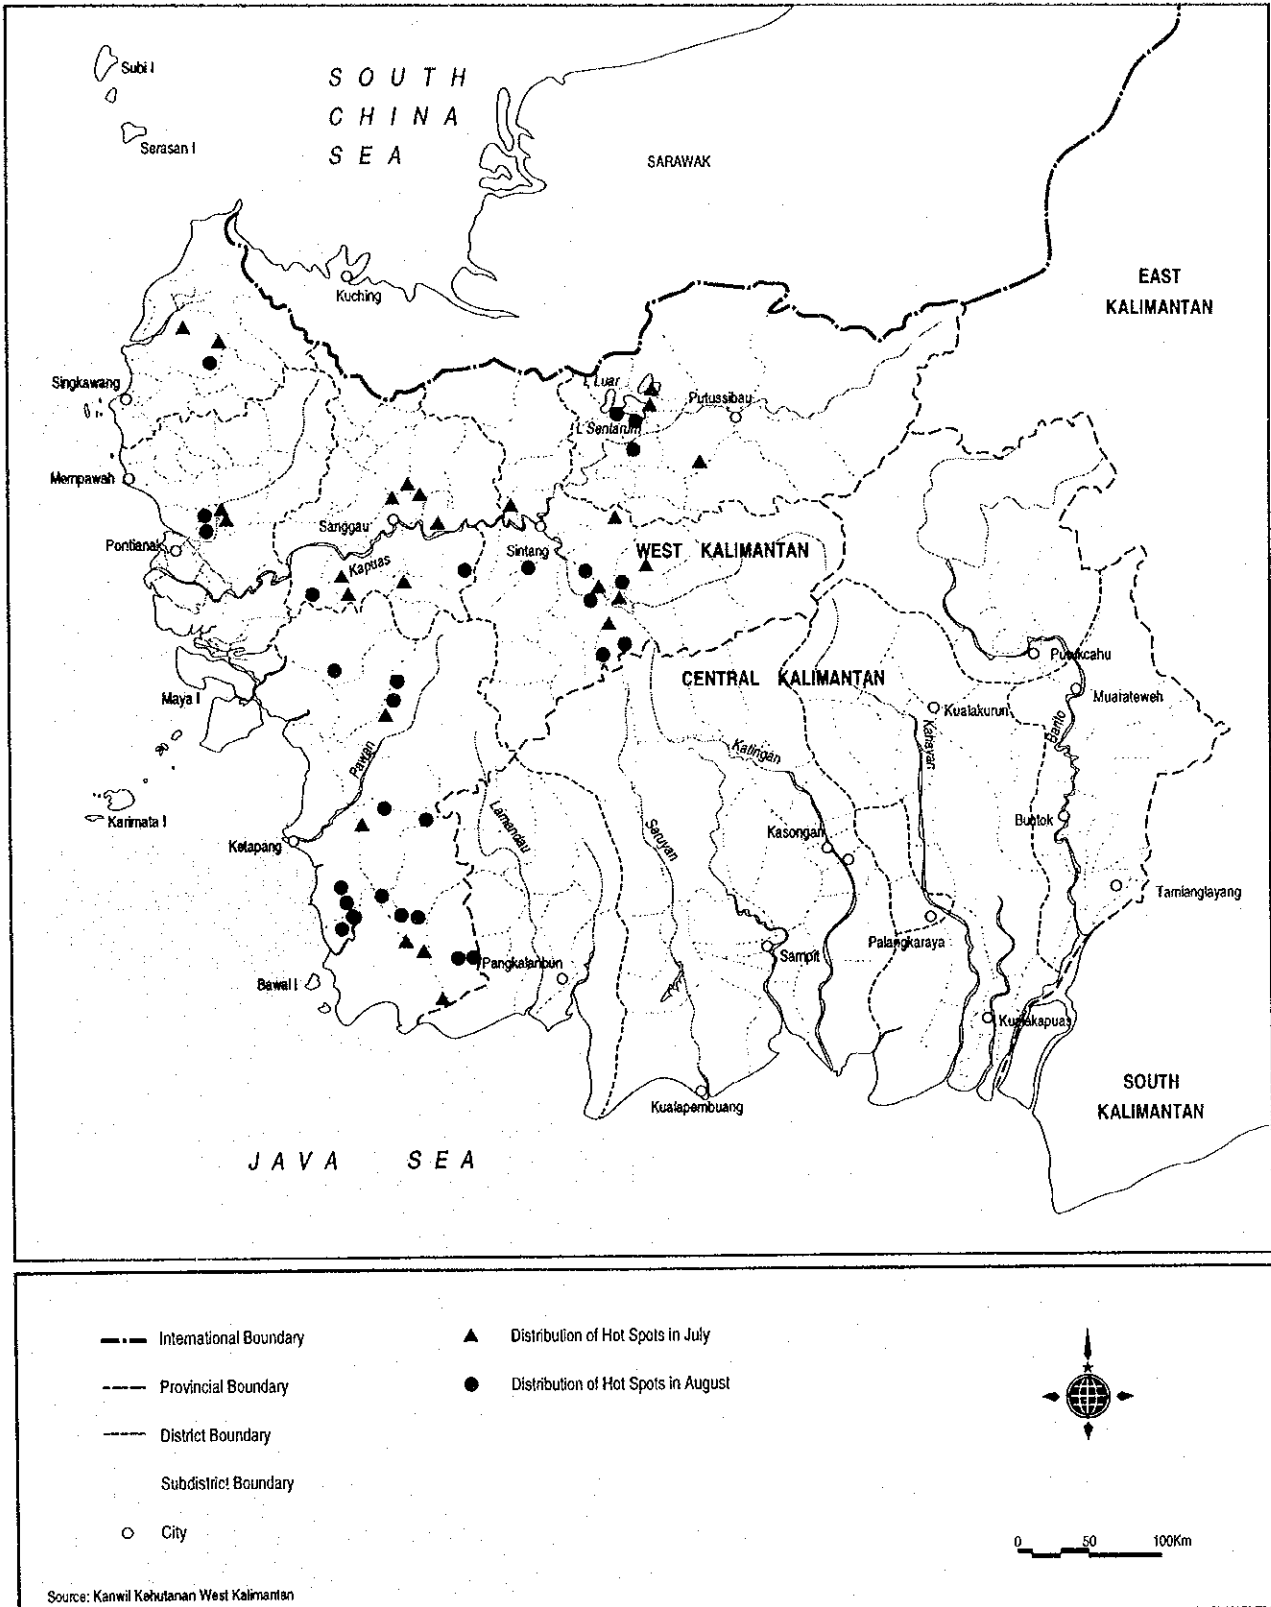 Subi I
SOUTH
CHINA
SEA
Serasan I
SARAWAK
Kuching
EAST
KALIMANTAN
Singkawang
L Luar
Putussibau
L Sentarum
Mempawah
Sanggau
Pontianak
Sintang
WEST KALIMANTAN
Kapuas
Purukcahu
CENTRAL KALIMANTAN
Maya I
Muarateweh
Kualakurun
Pawan
Katingan
Kahayan
Barito
Karimata I
Lamandau
Seruyan
Kasongan
Buntok
Ketapang
Tamianglayang
Palangkaraya
Sampit
Pangkalanbun
Bawal I
Kualakapuas
SOUTH
KALIMANTAN
Kualapembuang
JAVA SEA
International Boundary
Distribution of Hot Spots in July
Provincial Boundary
Distribution of Hot Spots in August
District Boundary
Subdistrict Boundary
City
0 50 100Km
Source: Kanwil Kehutanan West Kalimantan